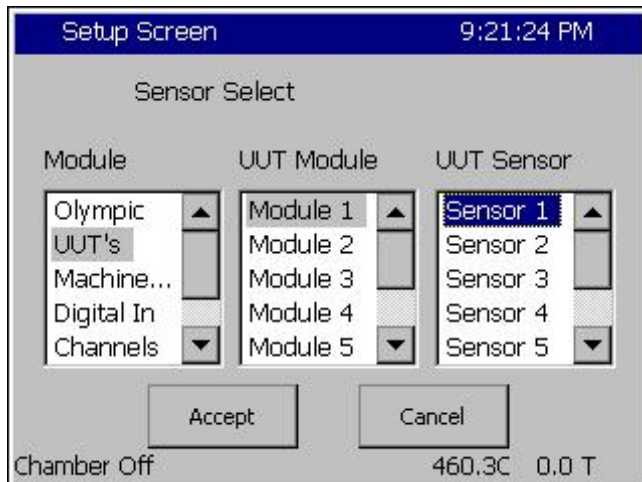 Setup Screen 9:21:24 PM
Sensor Select
Module UUT Module UUT Sensor
Olympic Module 1 Sensor 1
UUT's Module 2 Sensor 2
Machine... Module 3 Sensor 3
Digital In Module 4 Sensor 4
Channels Module 5 Sensor 5
Accept Cancel
Chamber Off 460.3C 0.0 T